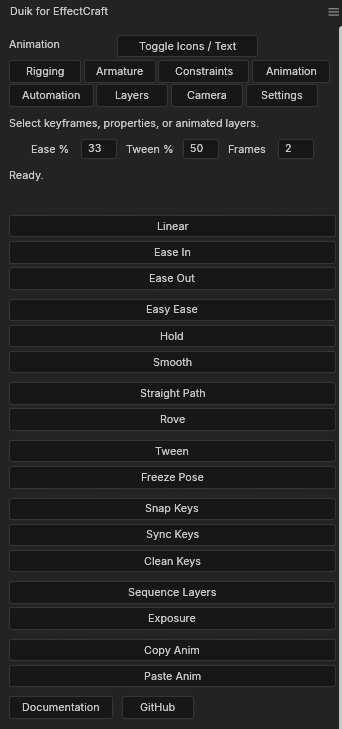 Duik for EffectCraft
Animation Toggle Icons / Text
Rigging Armature Constraints Animation
Automation Layers Camera Settings
Select keyframes, properties, or animated layers.
Ease % 33 Tween % 50 Frames 2
Ready.
Linear
Ease In
Ease Out
Easy Ease
Hold
Smooth
Straight Path
Rove
Tween
Freeze Pose
Snap Keys
Sync Keys
Clean Keys
Sequence Layers
Exposure
Copy Anim
Paste Anim
Documentation GitHub